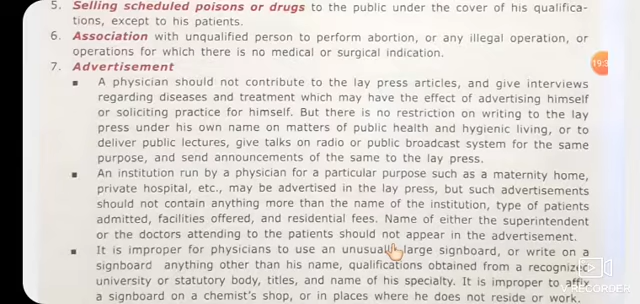 5. Selling scheduled poisons or drugs to the public under the cover of his qualifica-
tions, except to his patients.
6. Association with unqualified person to perform abortion, or any illegal operation, or
operations for which there is no medical or surgical indication.
7. Advertisement
▪ A physician should not contribute to the lay press articles, and give interviews
regarding diseases and treatment which may have the effect of advertising himself
or soliciting practice for himself. But there is no restriction on writing to the lay
press under his own name on matters of public health and hygienic living, or to
deliver public lectures, give talks on radio or public broadcast system for the same
purpose, and send announcements of the same to the lay press.
▪ An institution run by a physician for a particular purpose such as a maternity home,
private hospital, etc., may be advertised in the lay press, but such advertisements
should not contain anything more than the name of the institution, type of patients
admitted, facilities offered, and residential fees. Name of either the superintendent
or the doctors attending to the patients should not appear in the advertisement.
▪ It is improper for physicians to use an unusually large signboard, or write on a
signboard anything other than his name, qualifications obtained from a recognized
university or statutory body, titles, and name of his specialty. It is improper to affix
a signboard on a chemist's shop, or in places where he does not reside or work.
V RECORDER